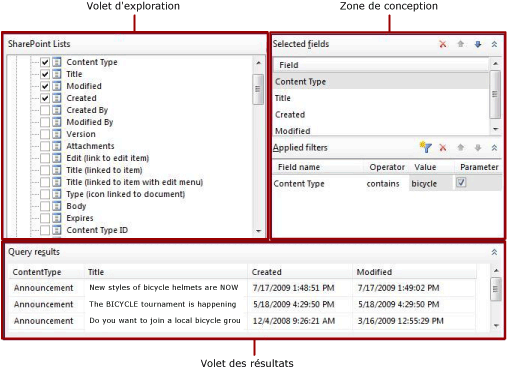 Volet d'exploration
Zone de conception
SharePoint Lists
Content Type
Title
Modified
Created
Created By
Modified By
Version
Attachments
Edit (link to edit item)
Title (linked to item)
Title (linked to item with edit menu)
Type (icon linked to document)
Body
Expires
Content Type ID
Selected fields
Field
Content Type
Title
Created
Modified
Applied filters
Field name Operator Value Parameter
Content Type contains bicycle
Query results
ContentType Title Created Modified
Announcement New styles of bicycle helmets are NOW 7/17/2009 1:48:51 PM 7/17/2009 1:49:02 PM
Announcement The BICYCLE tournament is happening 5/18/2009 4:29:50 PM 5/18/2009 4:29:50 PM
Announcement Do you want to join a local bicycle grou 12/4/2008 9:26:21 AM 3/16/2009 12:55:29 PM
Volet des résultats